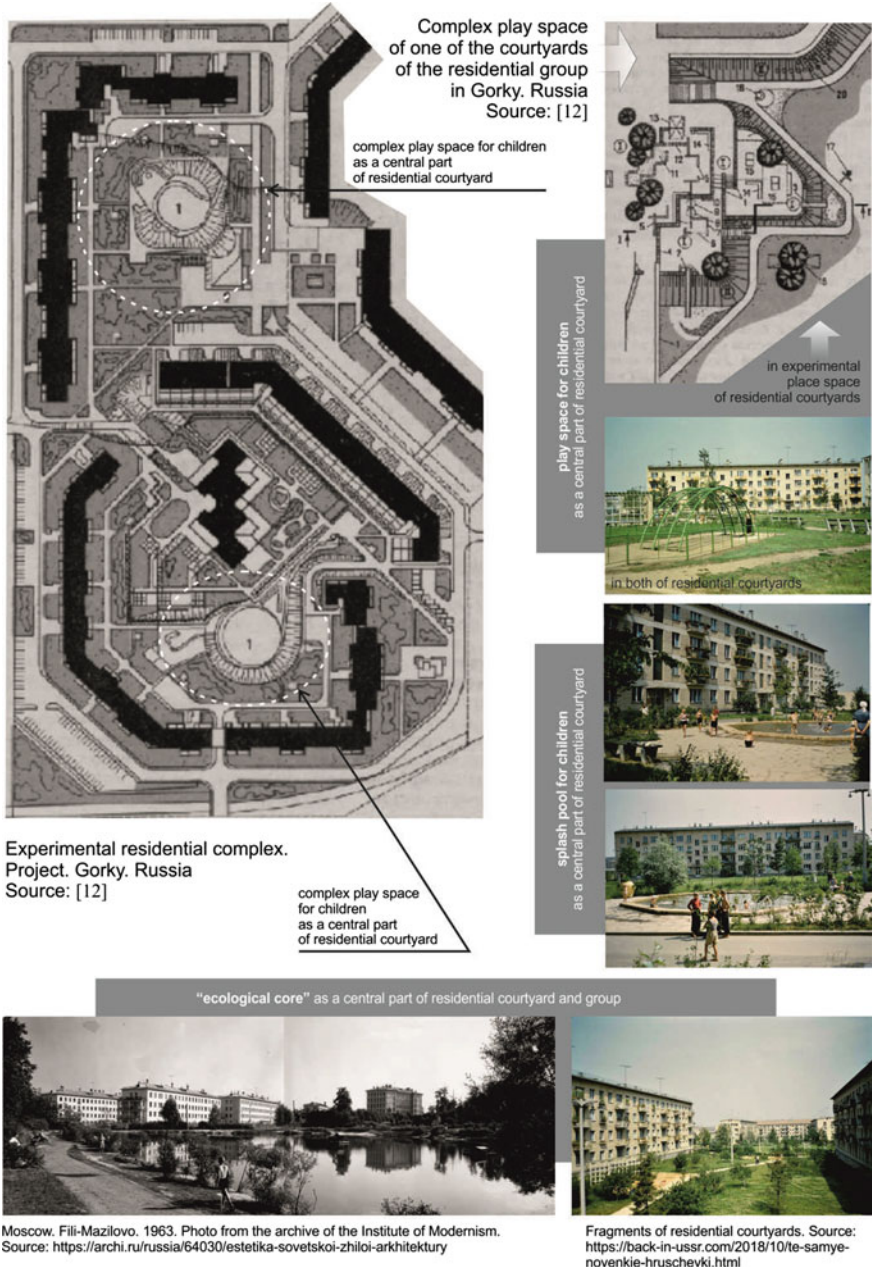 Complex play space
of one of the courtyards
of the residential group
in Gorky. Russia
Source: [12]
complex play space for children
as a central part
of residential courtyard
1
1
play space for children
as a central part of residential courtyard
in experimental
place space
of residential courtyards
in both of residential courtyards
splash pool for children
as a central part of residential courtyard
Experimental residential complex.
Project. Gorky. Russia
Source: [12]
complex play space
for children
as a central part
of residential courtyard
"ecological core" as a central part of residential courtyard and group
Moscow. Fili-Mazilovo. 1963. Photo from the archive of the Institute of Modernism.
Source: https://archi.ru/russia/64030/estetika-sovetskoi-zhiloi-arkhitektury
Fragments of residential courtyards. Source:
https://back-in-ussr.com/2018/10/te-samye-
novenkie-hruschevki.html